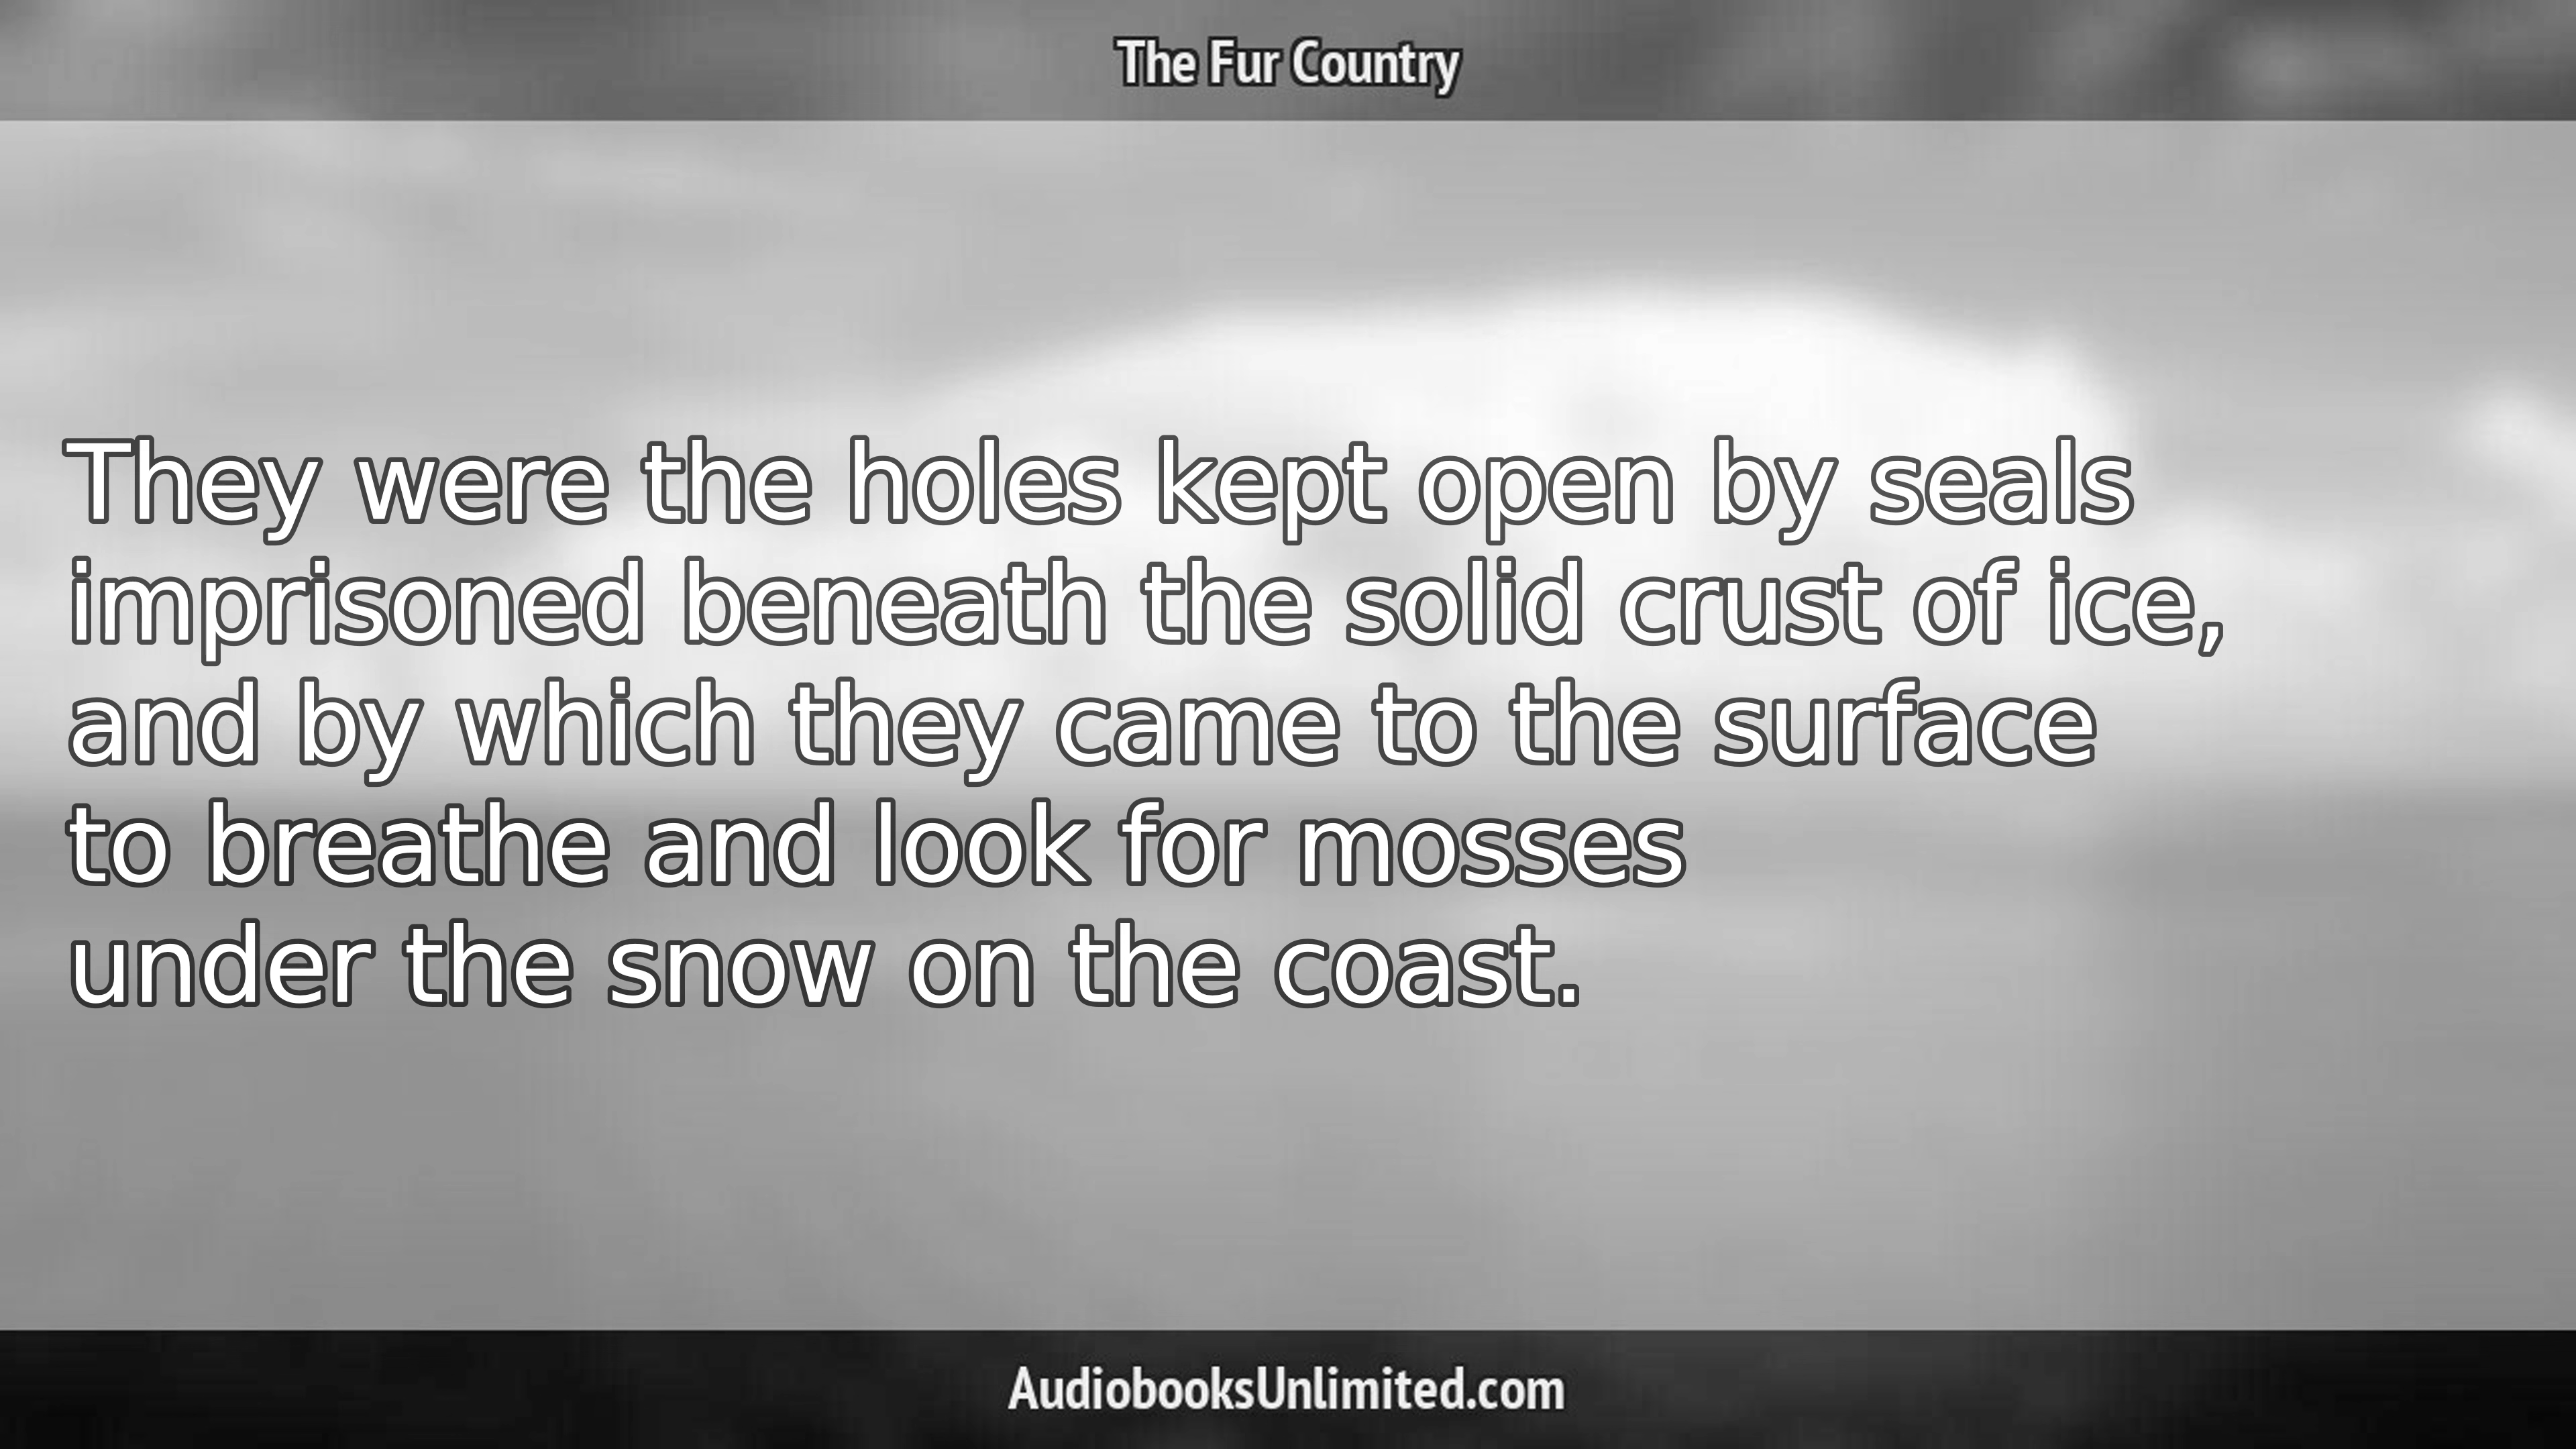 The Fur Country
They were the holes kept open by seals
imprisoned beneath the solid crust of ice,
and by which they came to the surface
to breathe and look for mosses
under the snow on the coast.
AudiobooksUnlimited.com